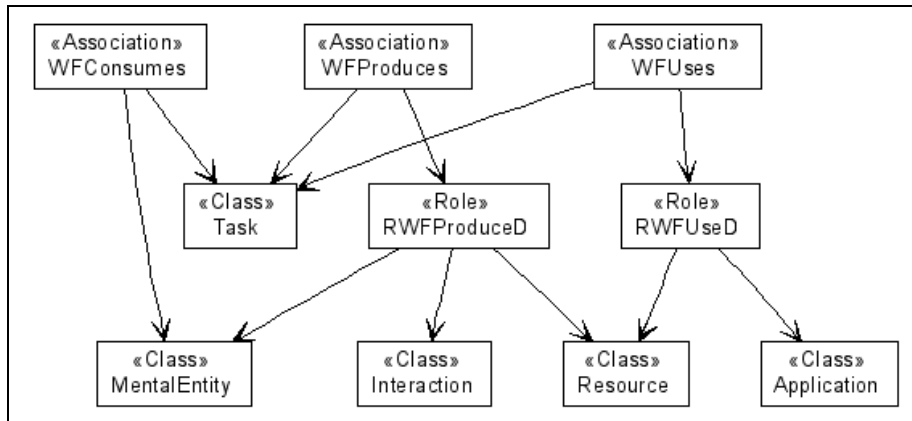 «Association»
WFConsumes
«Association»
WFProduces
«Association»
WFUses
«Class»
Task
«Role»
RWFProduceD
«Role»
RWFUseD
«Class»
MentalEntity
«Class»
Interaction
«Class»
Resource
«Class»
Application